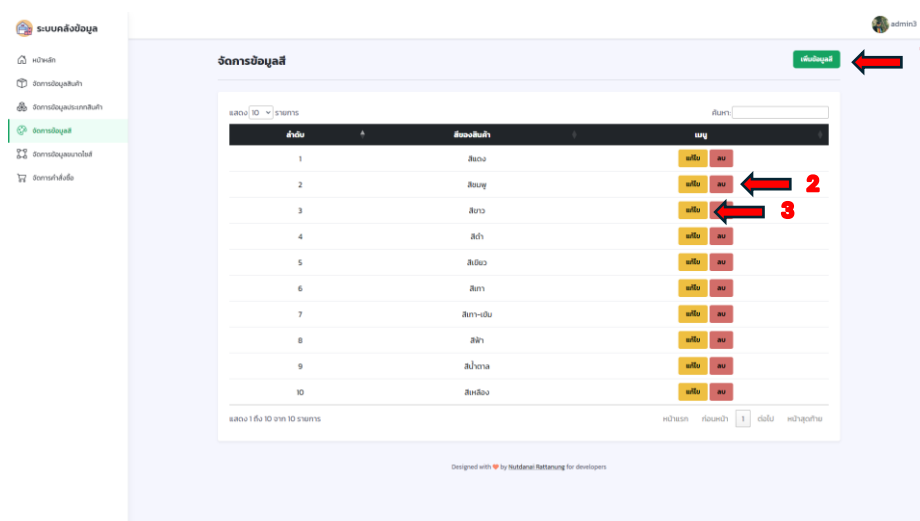 ระบบคลังข้อมูล
admin3
หน้าหลัก
จัดการข้อมูลสินค้า
จัดการข้อมูลประเภทสินค้า
จัดการข้อมูลสี
จัดการข้อมูลขนาดไซส์
จัดการคำสั่งซื้อ
จัดการข้อมูลสี
เพิ่มข้อมูลสี
แสดง 10 รายการ
ค้นหา:
ลำดับ สีของสินค้า เมนู
1 สีแดง แก้ไข ลบ
2 สีชมพู แก้ไข ลบ 2
3 สีขาว แก้ไข 3
4 สีดำ แก้ไข ลบ
5 สีเขียว แก้ไข ลบ
6 สีเทา แก้ไข ลบ
7 สีเทา-เข้ม แก้ไข ลบ
8 สีฟ้า แก้ไข ลบ
9 สีน้ำตาล แก้ไข ลบ
10 สีเหลือง แก้ไข ลบ
แสดง 1 ถึง 10 จาก 10 รายการ
หน้าแรก ก่อนหน้า 1 ต่อไป หน้าสุดท้าย
Designed with ❤ by Nutdanai Rattanung for developers